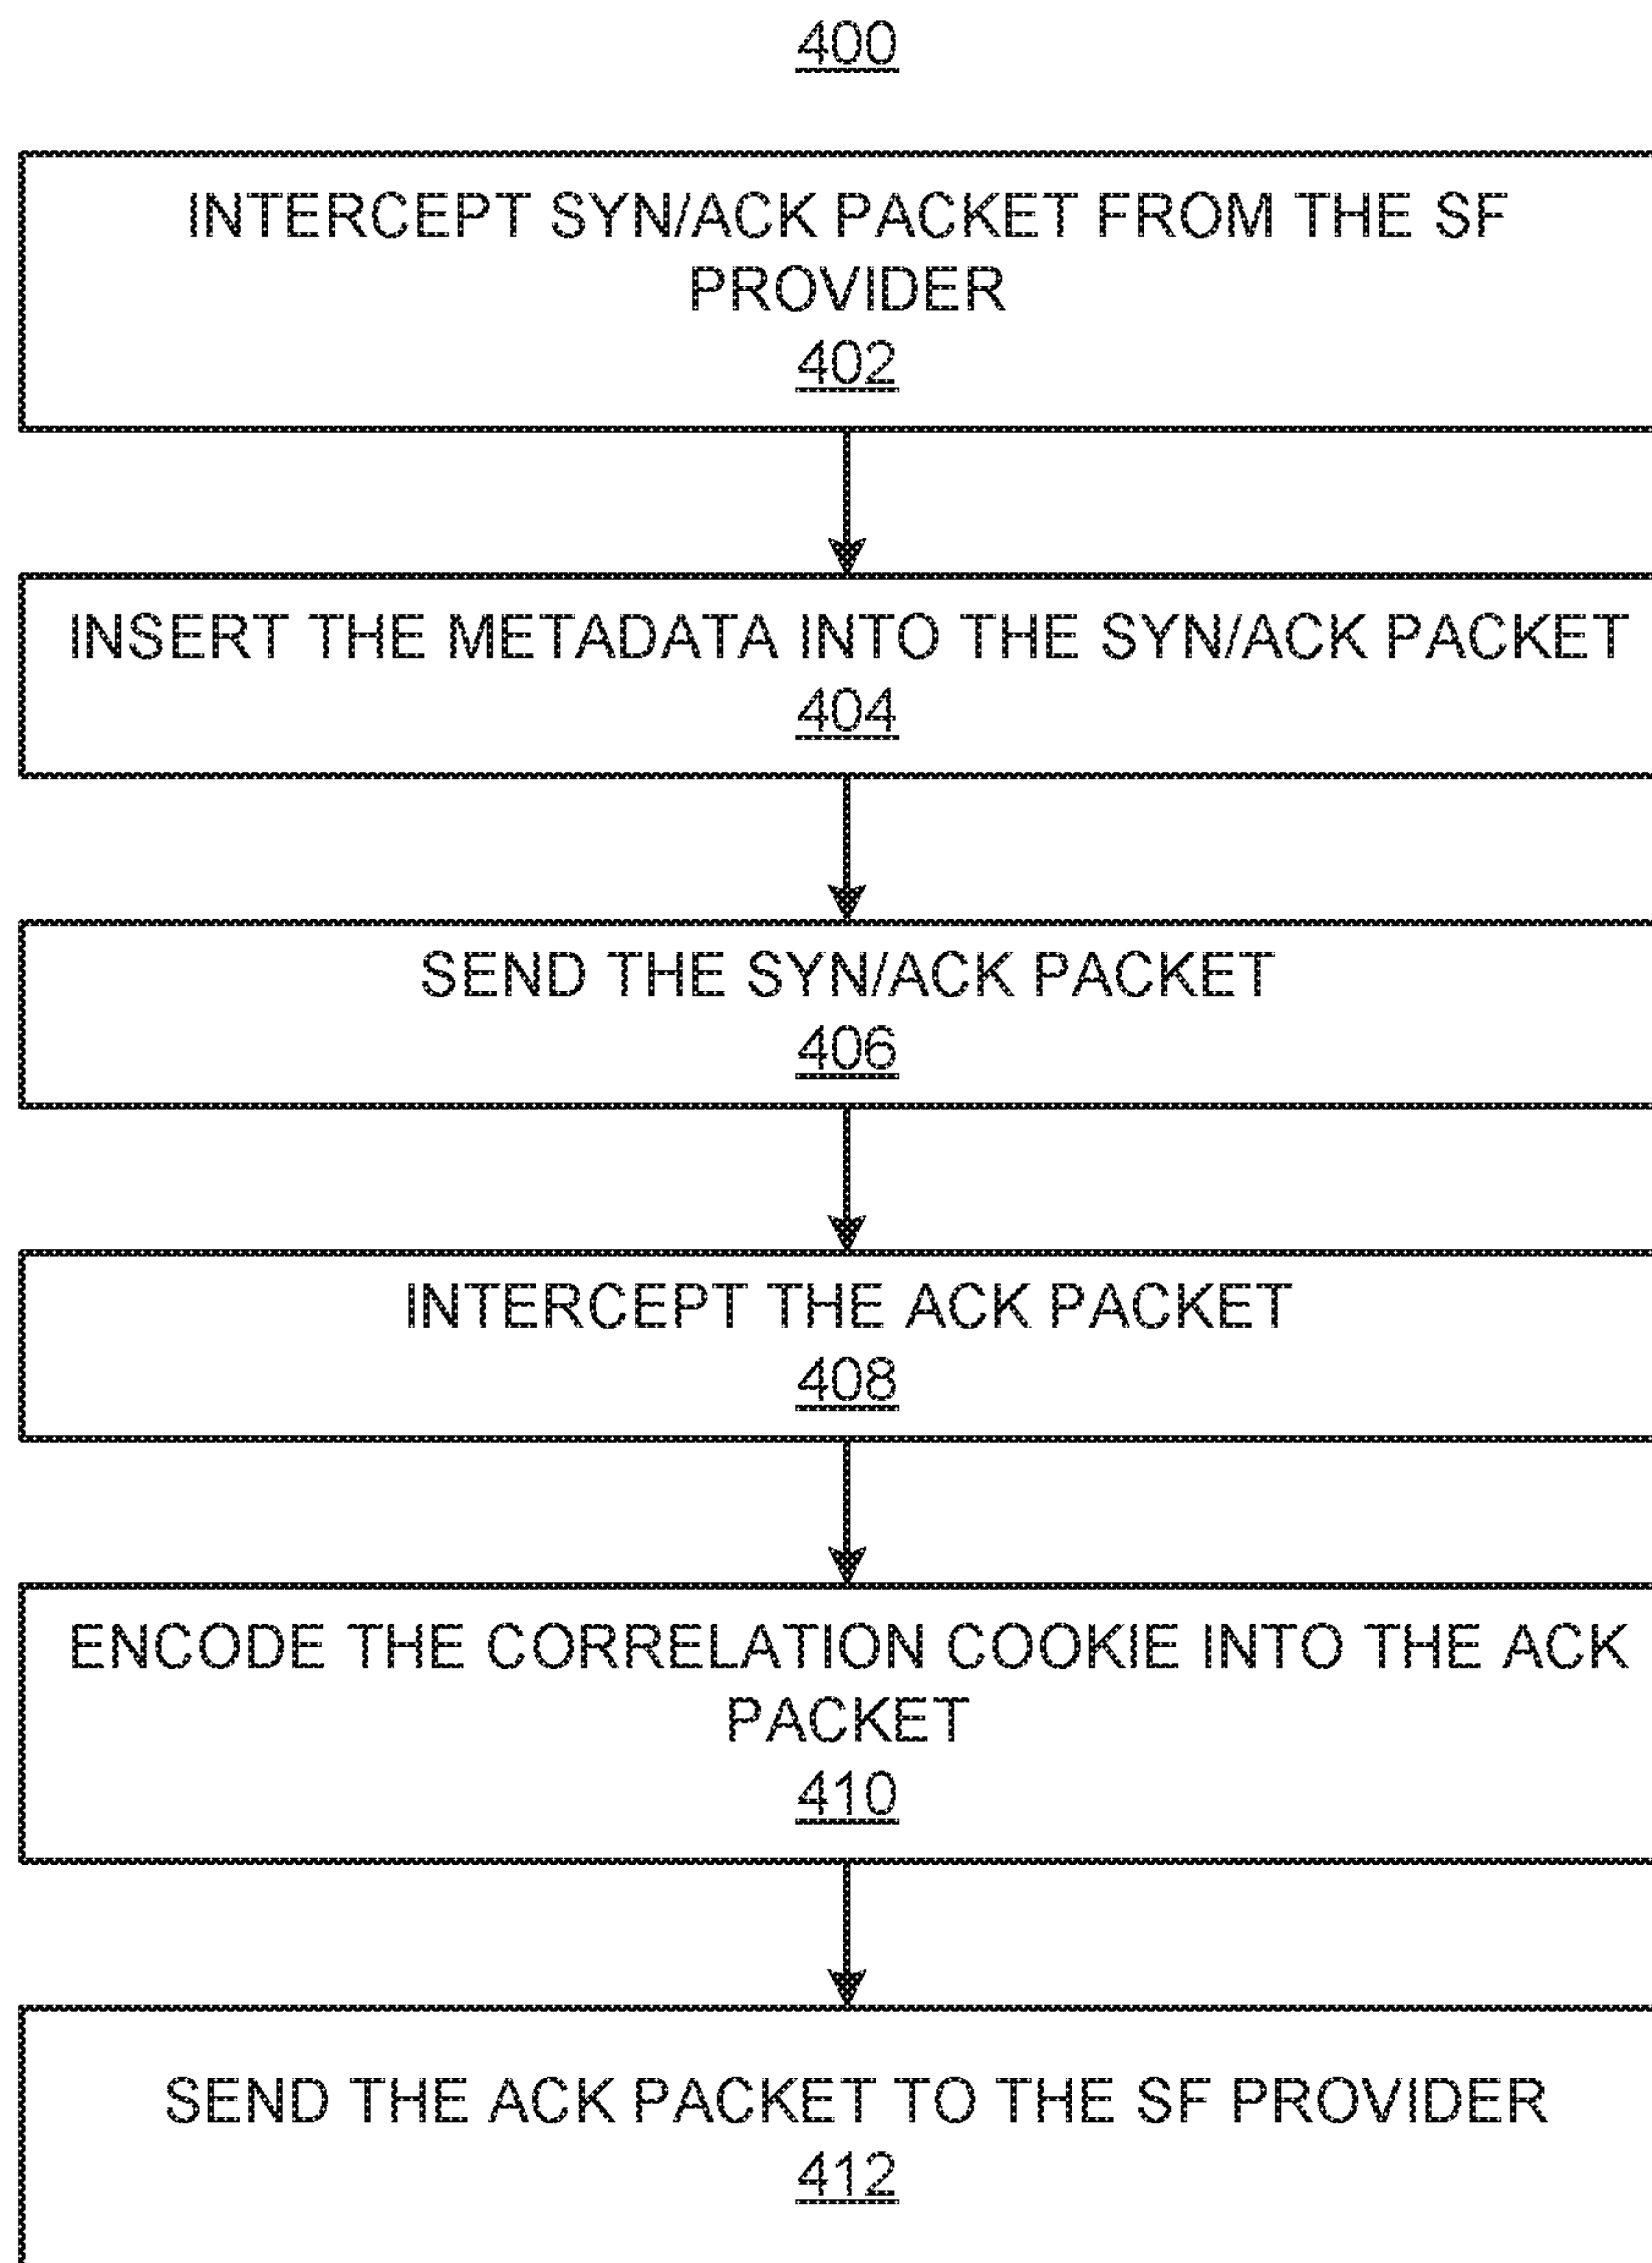 400
INTERCEPT SYN/ACK PACKET FROM THE SF
PROVIDER
402
INSERT THE METADATA INTO THE SYN/ACK PACKET
404
SEND THE SYN/ACK PACKET
406
INTERCEPT THE ACK PACKET
408
ENCODE THE CORRELATION COOKIE INTO THE ACK
PACKET
410
SEND THE ACK PACKET TO THE SF PROVIDER
412